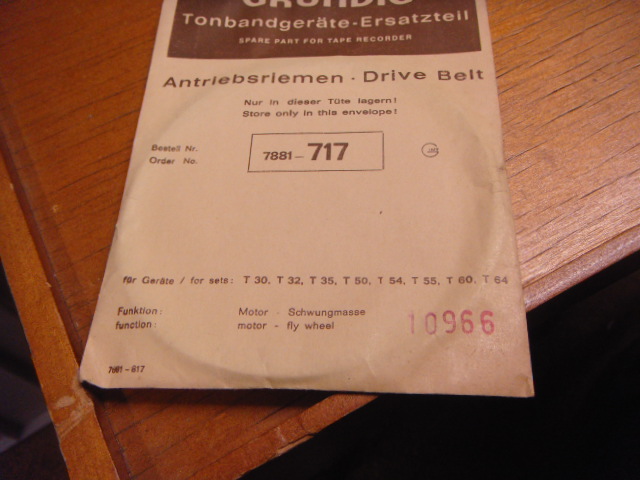 GRUNDIG
Tonbandgeräte-Ersatzteil
SPARE PART FOR TAPE RECORDER
Antriebsriemen · Drive Belt
Nur in dieser Tüte lagern!
Store only in this envelope!
Bestell Nr.
Order No.
7881-717
für Geräte / for sets: T 30, T 32, T 35, T 50, T 54, T 55, T 60, T 64
Funktion: Motor - Schwungmasse
function: motor - fly wheel
10966
7881-617